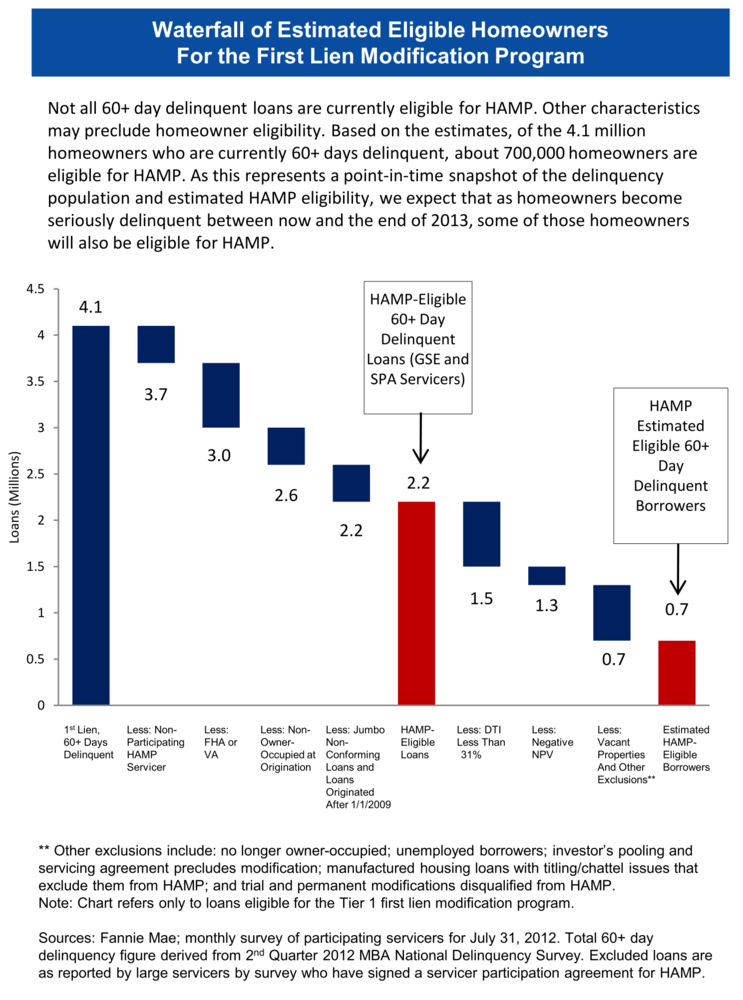 Waterfall of Estimated Eligible Homeowners
For the First Lien Modification Program
Not all 60+ day delinquent loans are currently eligible for HAMP. Other characteristics
may preclude homeowner eligibility. Based on the estimates, of the 4.1 million
homeowners who are currently 60+ days delinquent, about 700,000 homeowners are
eligible for HAMP. As this represents a point-in-time snapshot of the delinquency
population and estimated HAMP eligibility, we expect that as homeowners become
seriously delinquent between now and the end of 2013, some of those homeowners
will also be eligible for HAMP.
Loans (Millions)
4.5
4
3.5
3
2.5
2
1.5
1
0.5
0
4.1
3.7
3.0
2.6
2.2
HAMP-Eligible
60+ Day
Delinquent
Loans (GSE and
SPA Servicers)
2.2
1.5
1.3
0.7
HAMP
Estimated
Eligible 60+
Day
Delinquent
Borrowers
0.7
1st Lien,
60+ Days
Delinquent
Less: Non-
Participating
HAMP
Servicer
Less:
FHA or
VA
Less: Non-
Owner-
Occupied at
Origination
Less: Jumbo
Non-
Conforming
Loans and
Loans
Originated
After 1/1/2009
HAMP-
Eligible
Loans
Less: DTI
Less Than
31%
Less:
Negative
NPV
Less:
Vacant
Properties
And Other
Exclusions**
Estimated
HAMP-
Eligible
Borrowers
** Other exclusions include: no longer owner-occupied; unemployed borrowers; investor's pooling and
servicing agreement precludes modification; manufactured housing loans with titling/chattel issues that
exclude them from HAMP; and trial and permanent modifications disqualified from HAMP.
Note: Chart refers only to loans eligible for the Tier 1 first lien modification program.
Sources: Fannie Mae; monthly survey of participating servicers for July 31, 2012. Total 60+ day
delinquency figure derived from 2nd Quarter 2012 MBA National Delinquency Survey. Excluded loans are
as reported by large servicers by survey who have signed a servicer participation agreement for HAMP.